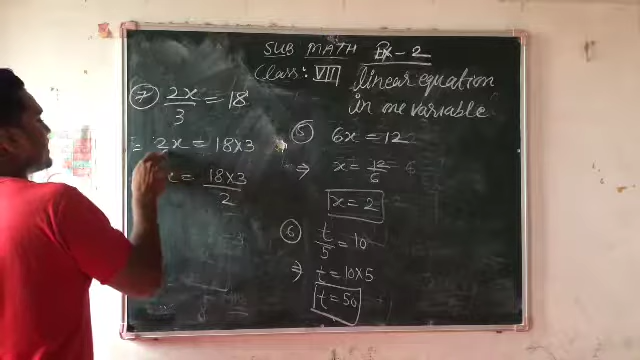 SUB MATH EX-2
Class: VII linear equation
in one variable
7 2x/3 = 18
= 2x = 18x3
x = 18x3/2
5 6x = 12
⇒ x = 12/6
x = 2
6 t/5 = 10
⇒ t = 10x5
t = 50